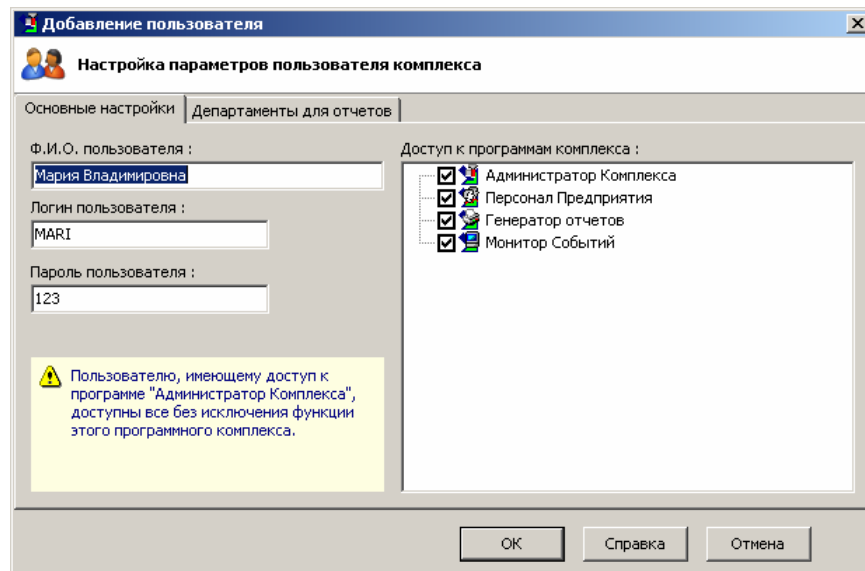 Добавление пользователя
Настройка параметров пользователя комплекса
Основные настройки
Департаменты для отчетов
Ф.И.О. пользователя :
Мария Владимировна
Логин пользователя :
MARI
Пароль пользователя :
123
Пользователю, имеющему доступ к
программе "Администратор Комплекса",
доступны все без исключения функции
этого программного комплекса.
Доступ к программам комплекса :
Администратор Комплекса
Персонал Предприятия
Генератор отчетов
Монитор Событий
ОК
Справка
Отмена